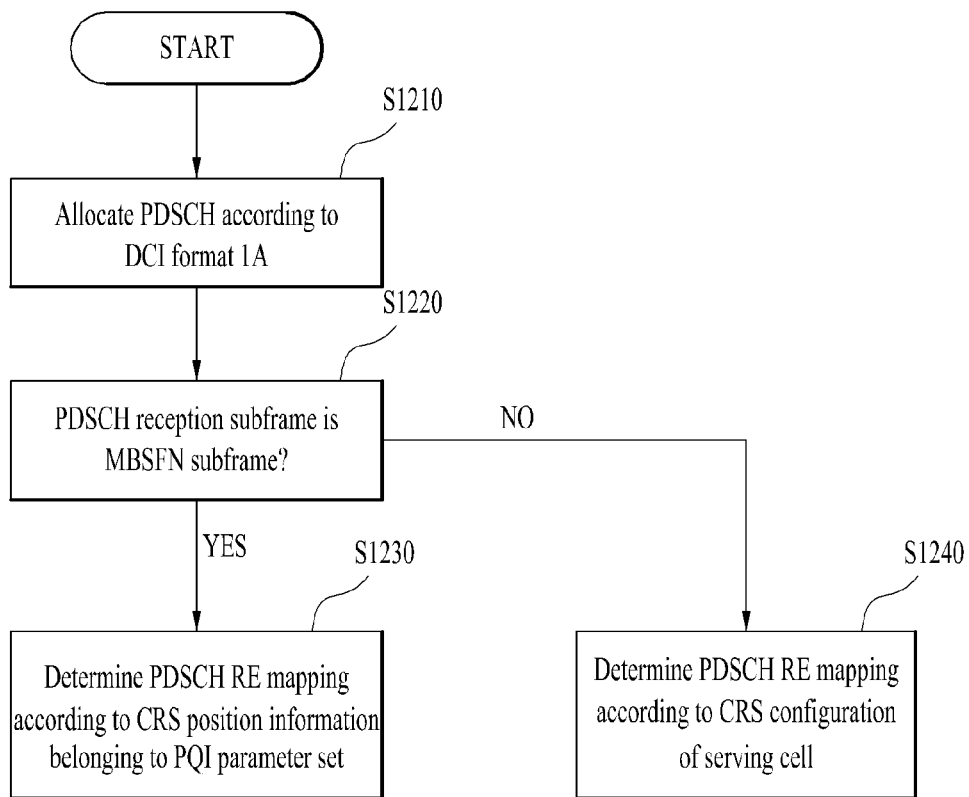 START
S1210
Allocate PDSCH according to
DCI format 1A
S1220
PDSCH reception subframe is
MBSFN subframe?
NO
YES
S1230
Determine PDSCH RE mapping
according to CRS position information
belonging to PQI parameter set
S1240
Determine PDSCH RE mapping
according to CRS configuration
of serving cell